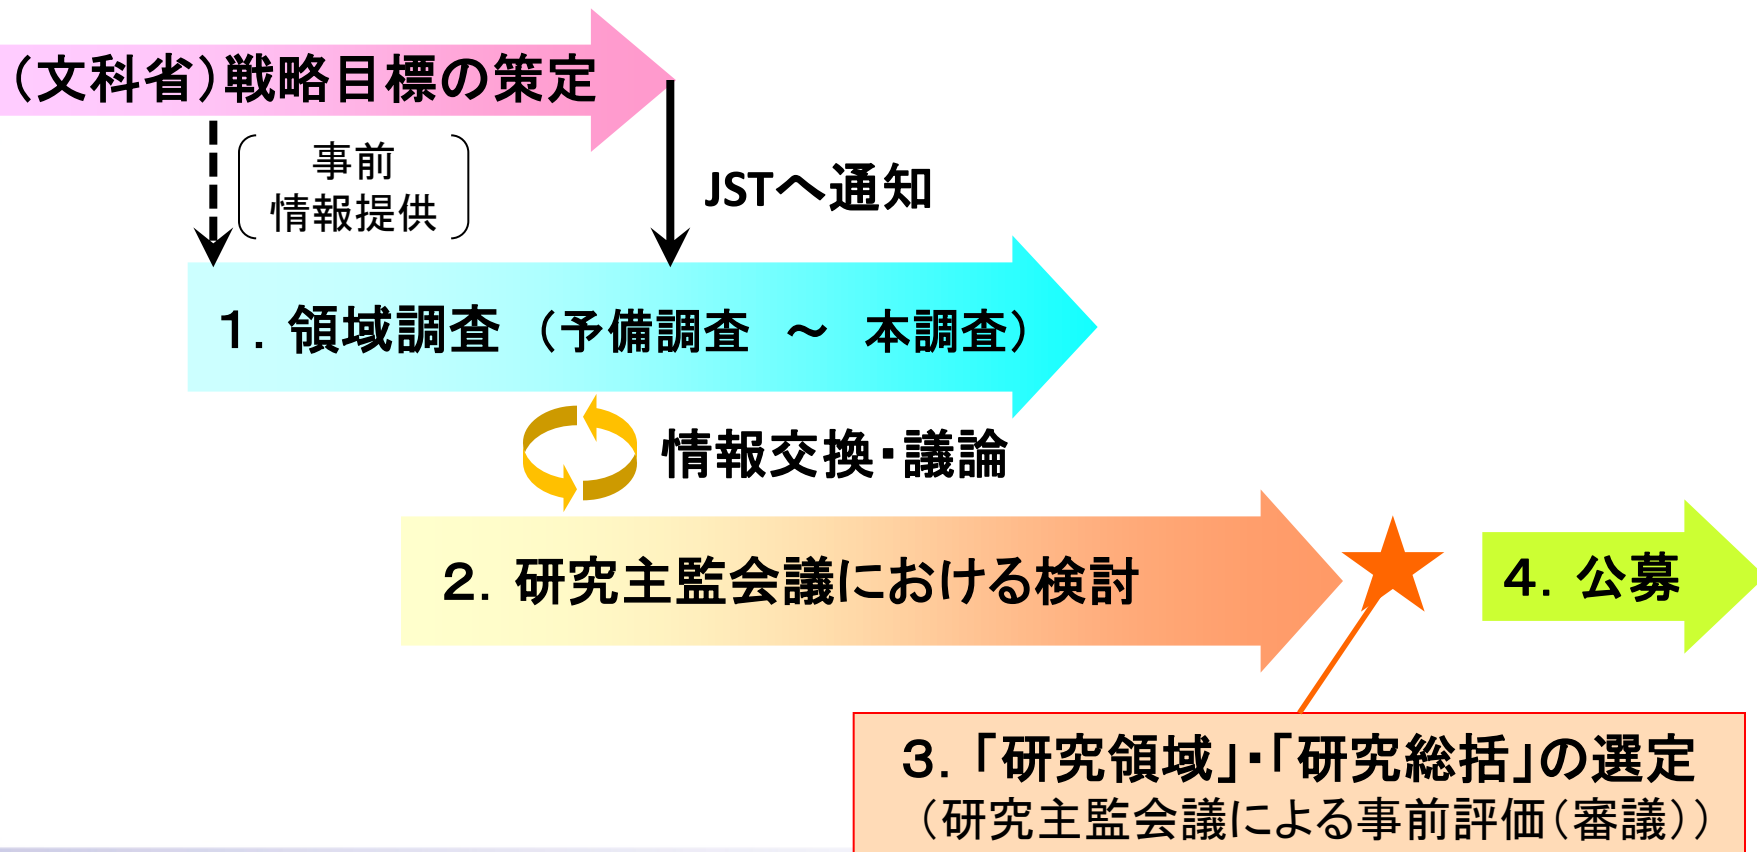 （文科省）戦略目標の策定
事前
情報提供
JSTへ通知
１．領域調査（予備調査　～　本調査）
情報交換・議論
２．研究主監会議における検討
４．公募
３．「研究領域」・「研究総括」の選定
（研究主監会議による事前評価（審議））